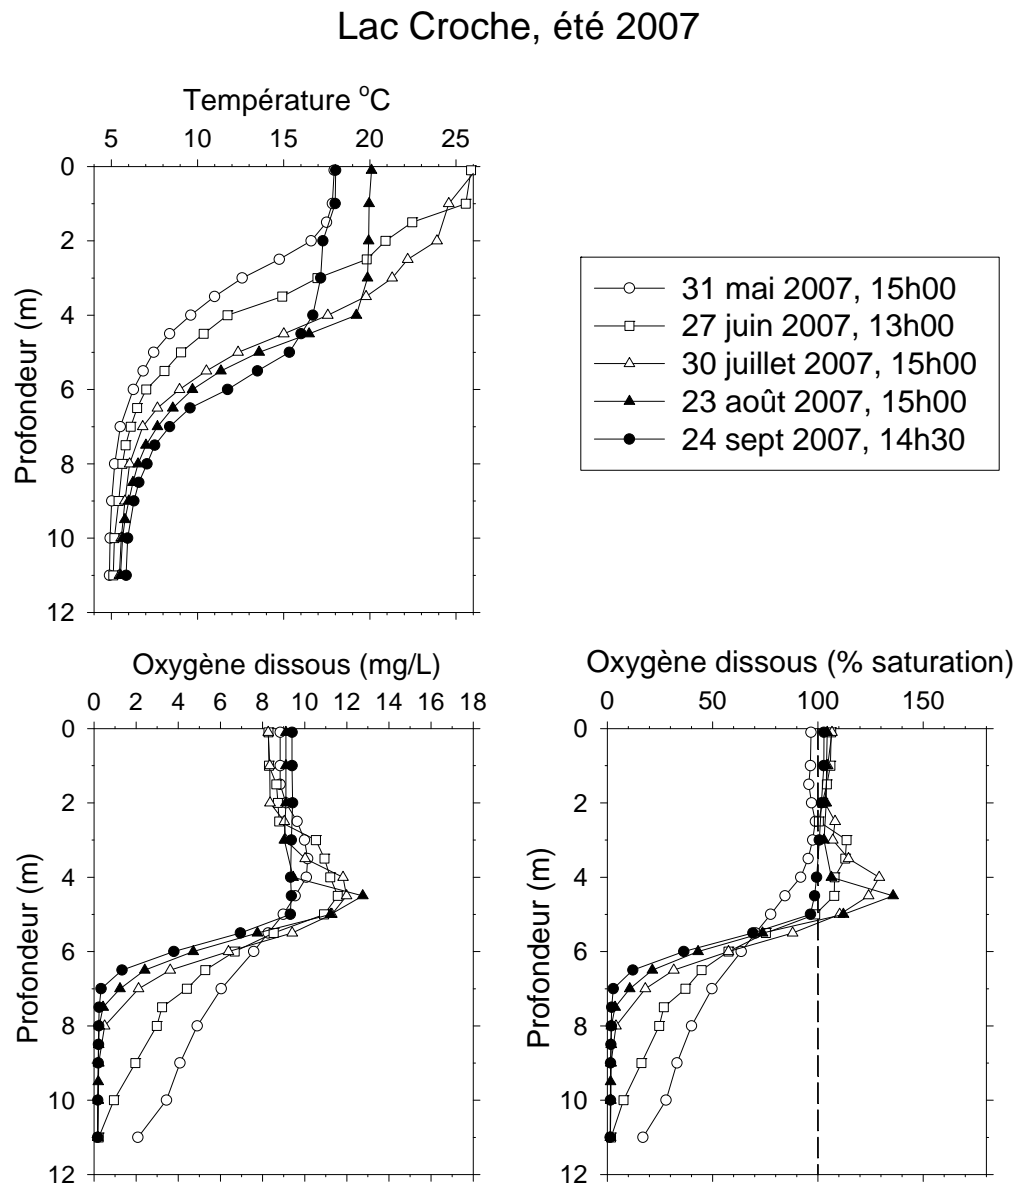 Lac Croche, été 2007
Température °C
5 10 15 20 25
0
2
4
6
8
10
12
Profondeur (m)
31 mai 2007, 15h00
27 juin 2007, 13h00
30 juillet 2007, 15h00
23 août 2007, 15h00
24 sept 2007, 14h30
Oxygène dissous (mg/L)
0 2 4 6 8 10 12 14 16 18
0
2
4
6
8
10
12
Profondeur (m)
Oxygène dissous (% saturation)
0 50 100 150
0
2
4
6
8
10
12
Profondeur (m)